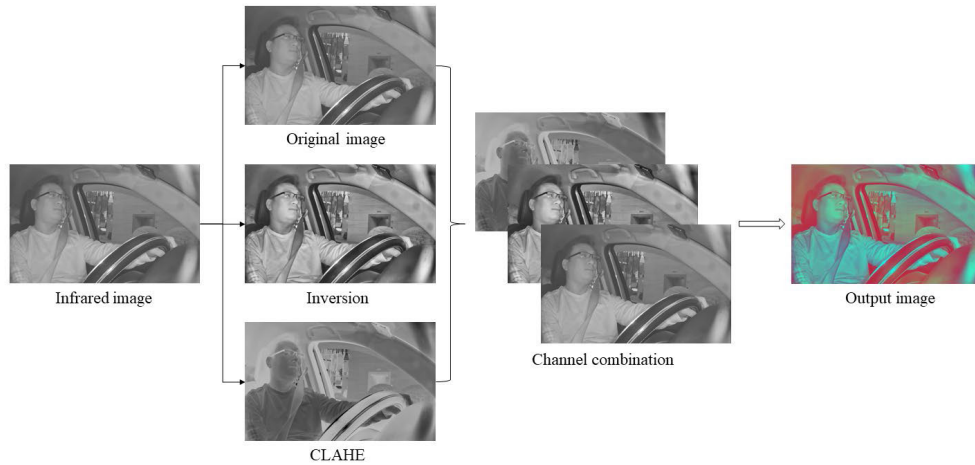 Original image
Infrared image
Inversion
Output image
Channel combination
CLAHE